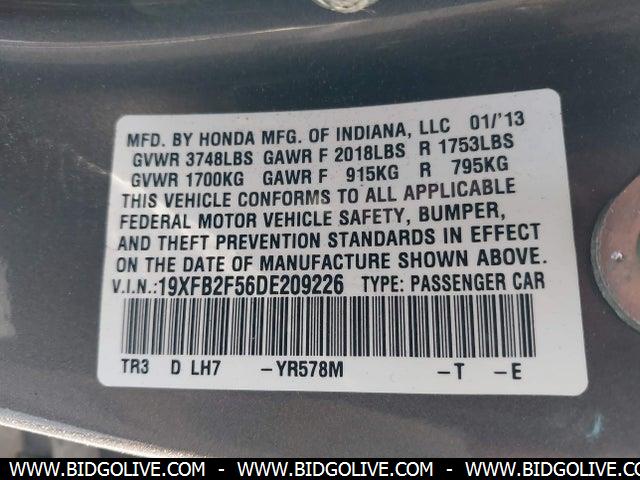 MFD. BY HONDA MFG. OF INDIANA, LLC 01/'13
GVWR 3748LBS GAWR F 2018LBS R 1753LBS
GVWR 1700KG GAWR F 915KG R 795KG
THIS VEHICLE CONFORMS TO ALL APPLICABLE
FEDERAL MOTOR VEHICLE SAFETY, BUMPER,
AND THEFT PREVENTION STANDARDS IN EFFECT
ON THE DATE OF MANUFACTURE SHOWN ABOVE.
V.I.N.:19XFB2F56DE209226 TYPE: PASSENGER CAR
TR3 D LH7 -YR578M -T -E
WWW.BIDGOLIVE.COM - WWW.BIDGOLIVE.COM - WWW.BIDGOLIVE.COM